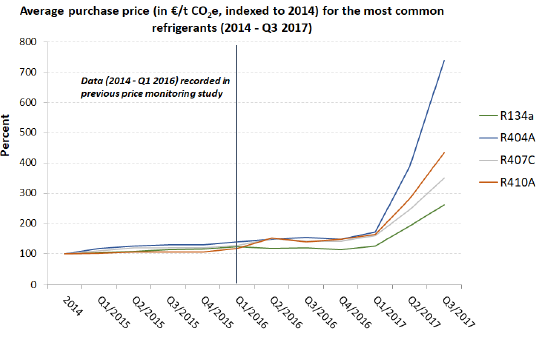 Average purchase price (in €/t CO₂e, indexed to 2014) for the most common
refrigerants (2014 - Q3 2017)
800
700
600
500
400
300
200
100
0
Percent
Data (2014 - Q1 2016) recorded in
previous price monitoring study
R134a
R404A
R407C
R410A
2014
Q1/2015
Q2/2015
Q3/2015
Q4/2015
Q1/2016
Q2/2016
Q3/2016
Q4/2016
Q1/2017
Q2/2017
Q3/2017